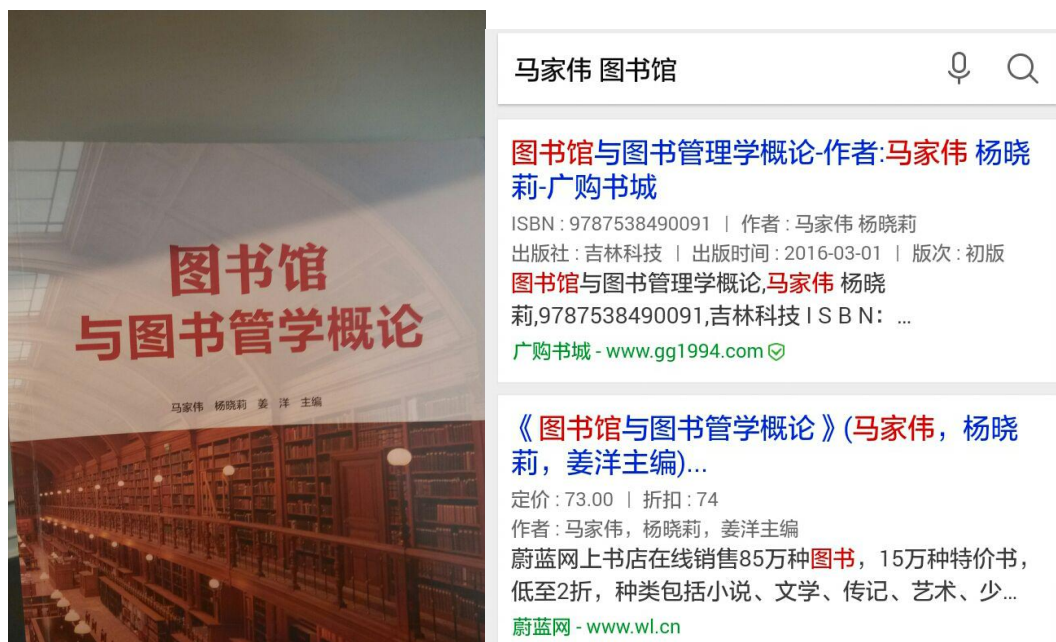 图书馆
与图书管学概论
马家伟 杨晓莉 姜 洋 主编
马家伟 图书馆
图书馆与图书管理学概论-作者:马家伟 杨晓
莉-广购书城
ISBN : 9787538490091 | 作者 : 马家伟 杨晓莉
出版社 : 吉林科技 | 出版时间 : 2016-03-01 | 版次 : 初版
图书馆与图书管理学概论,马家伟 杨晓
莉,9787538490091,吉林科技 I S B N： ...
广购书城 - www.gg1994.com
《 图书馆与图书管学概论 》(马家伟，杨晓
莉，姜洋主编)...
定价 : 73.00 | 折扣 : 74
作者 : 马家伟，杨晓莉，姜洋主编
蔚蓝网上书店在线销售85万种图书，15万种特价书，
低至2折，种类包括小说、文学、传记、艺术、少...
蔚蓝网 - www.wl.cn